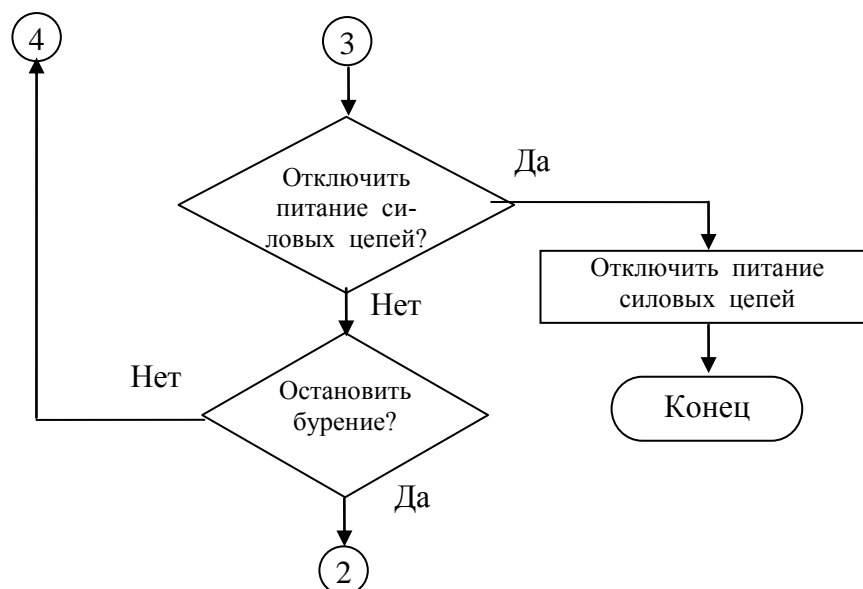 4
3
Да
Отключить
питание си-
ловых цепей?
Отключить питание
силовых цепей
Нет
Нет
Остановить
бурение?
Конец
Да
2